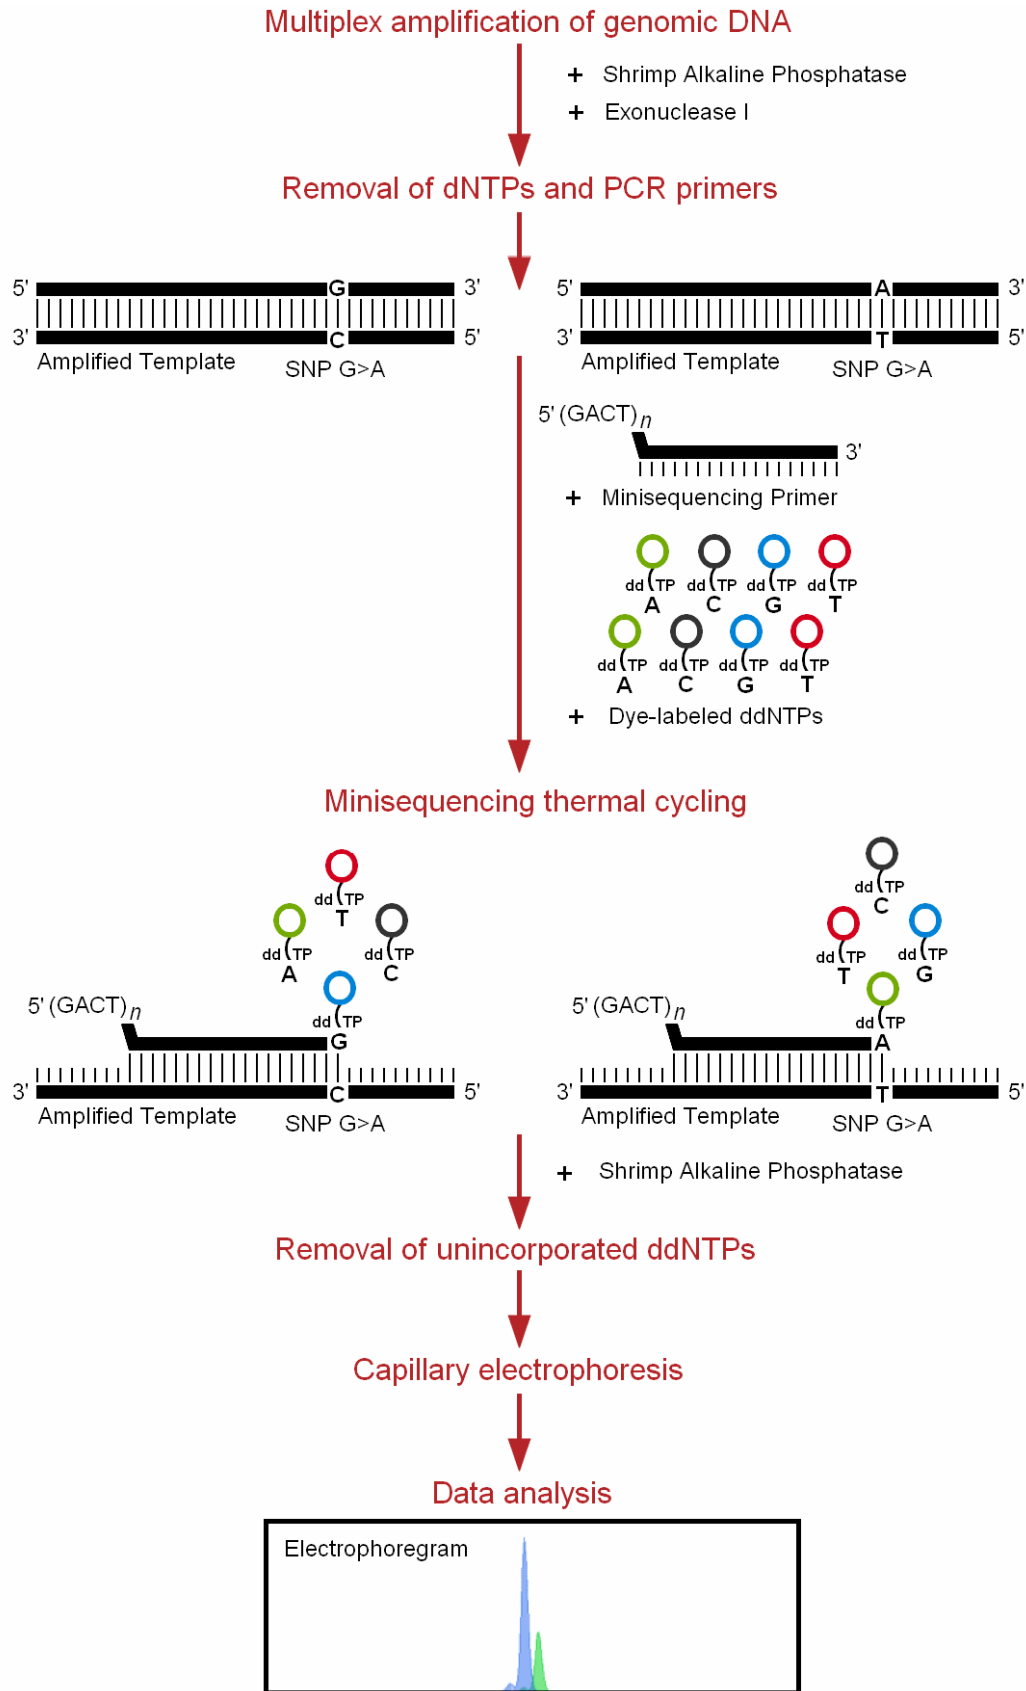 Multiplex amplification of genomic DNA
+ Shrimp Alkaline Phosphatase
+ Exonuclease I
Removal of dNTPs and PCR primers
5' G 3'
3' C 5'
Amplified Template
SNP G>A
5' A 3'
3' T 5'
Amplified Template
SNP G>A
5' (GACT)n
3'
+ Minisequencing Primer
dd TP dd TP dd TP dd TP
A C G T
dd TP dd TP dd TP dd TP
A C G T
+ Dye-labeled ddNTPs
Minisequencing thermal cycling
dd TP
T
dd TP dd TP
A C
dd TP
5' (GACT)n
G
3' C 5'
Amplified Template
SNP G>A
dd TP
C
dd TP dd TP
T G
dd TP
5' (GACT)n
A
3' T 5'
Amplified Template
SNP G>A
+ Shrimp Alkaline Phosphatase
Removal of unincorporated ddNTPs
Capillary electrophoresis
Data analysis
Electrophoregram